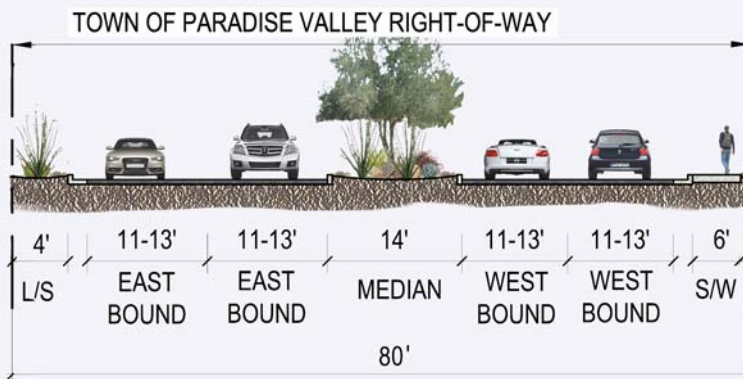 TOWN OF PARADISE VALLEY RIGHT-OF-WAY
4' 11-13' 11-13' 14' 11-13' 11-13' 6'
L/S EAST BOUND EAST BOUND MEDIAN WEST BOUND WEST BOUND S/W
80'